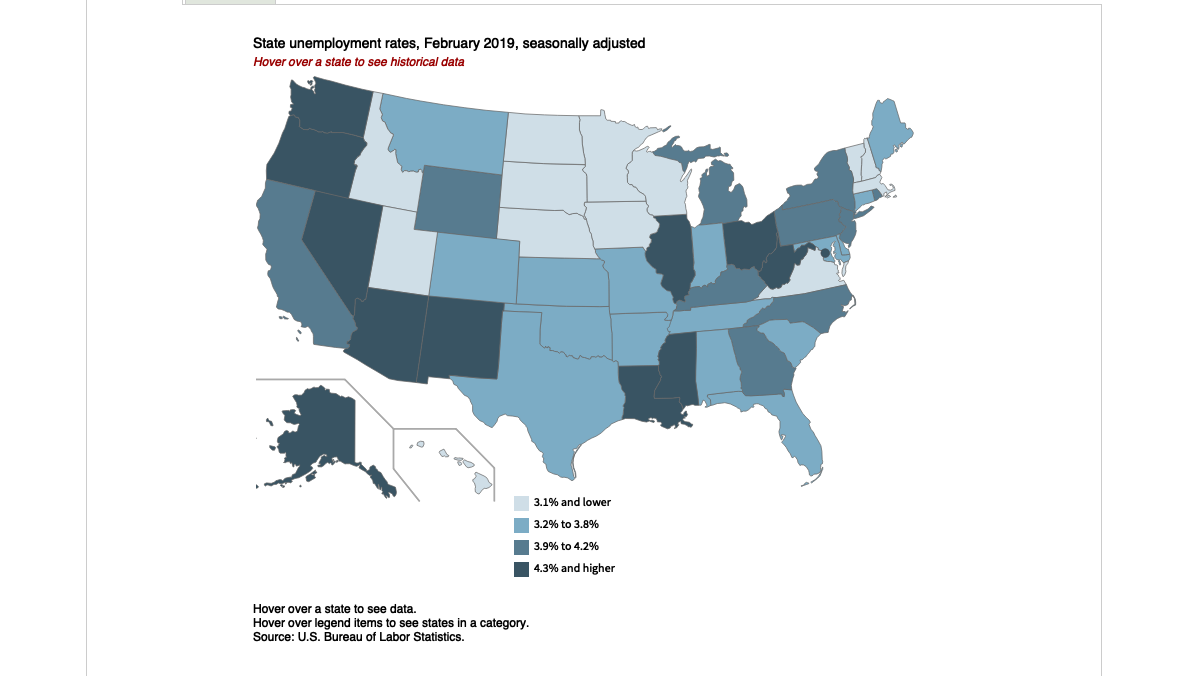 State unemployment rates, February 2019, seasonally adjusted
Hover over a state to see historical data
3.1% and lower
3.2% to 3.8%
3.9% to 4.2%
4.3% and higher
Hover over a state to see data.
Hover over legend items to see states in a category.
Source: U.S. Bureau of Labor Statistics.